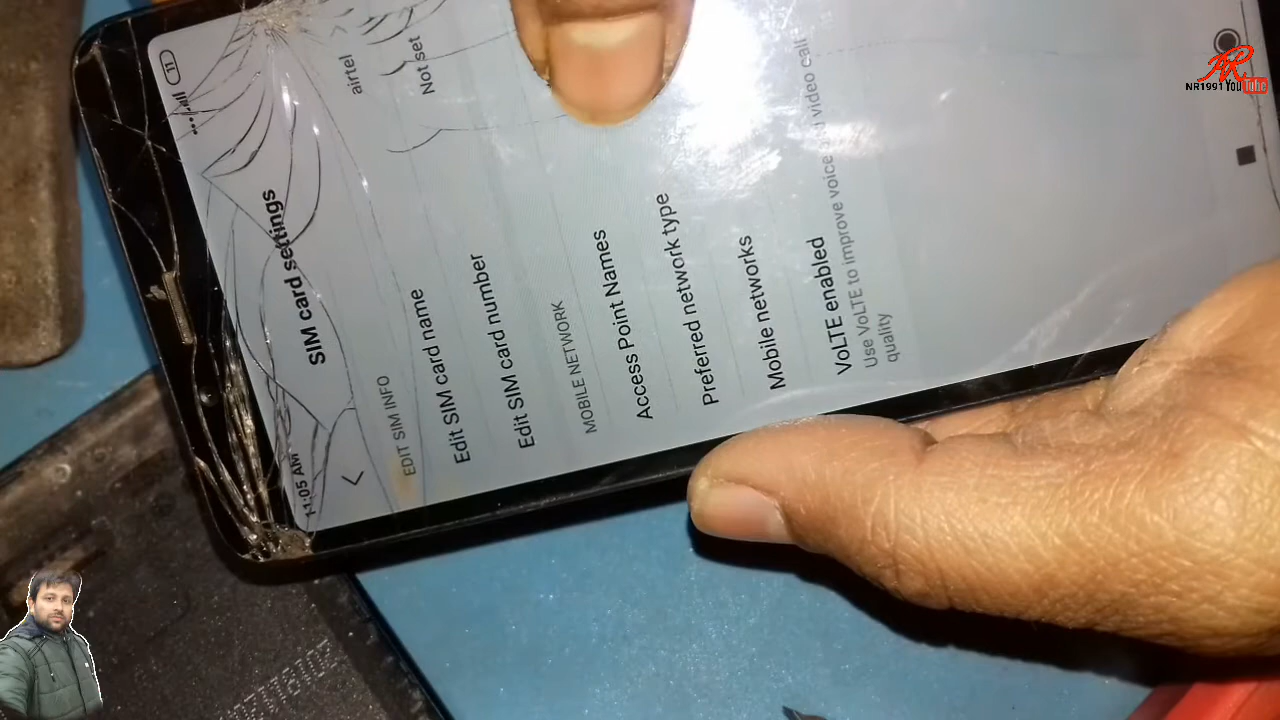 11:05 AM
11
SIM card settings
EDIT SIM INFO
Edit SIM card name
airtel
Edit SIM card number
Not set
MOBILE NETWORK
Access Point Names
Preferred network type
Mobile networks
VoLTE enabled
Use VoLTE to improve voice and video call
quality
NR1991 YouTube